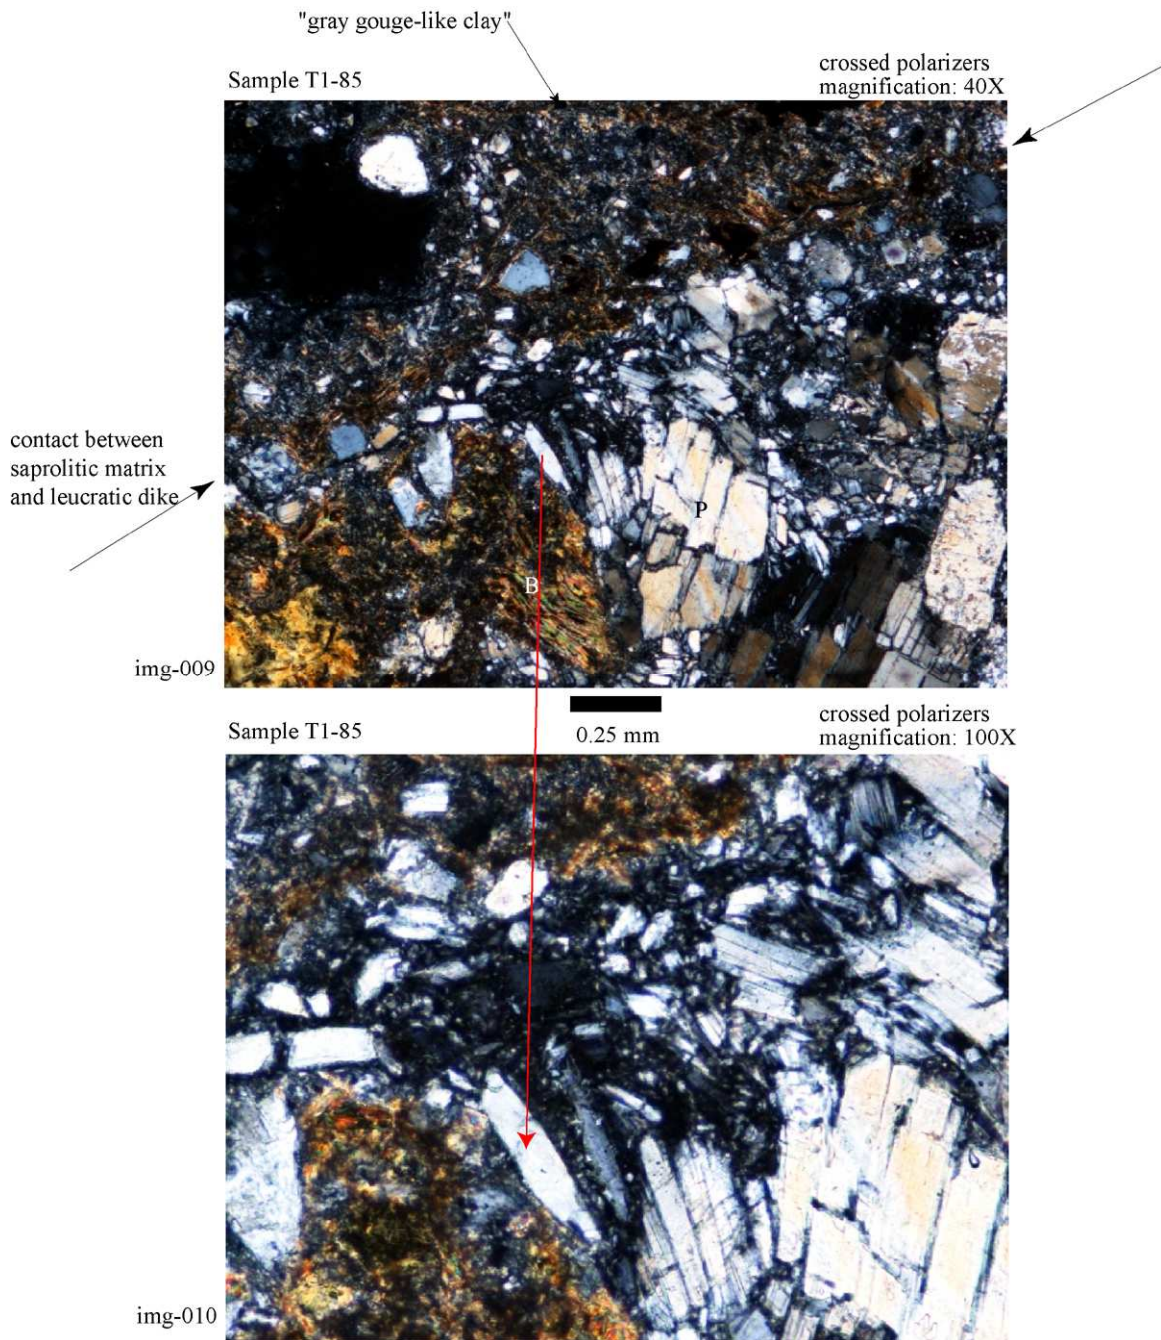 "gray gouge-like clay"
Sample T1-85
crossed polarizers
magnification: 40X
contact between
saprolitic matrix
and leucratic dike
P
B
img-009
Sample T1-85
0.25 mm
crossed polarizers
magnification: 100X
img-010